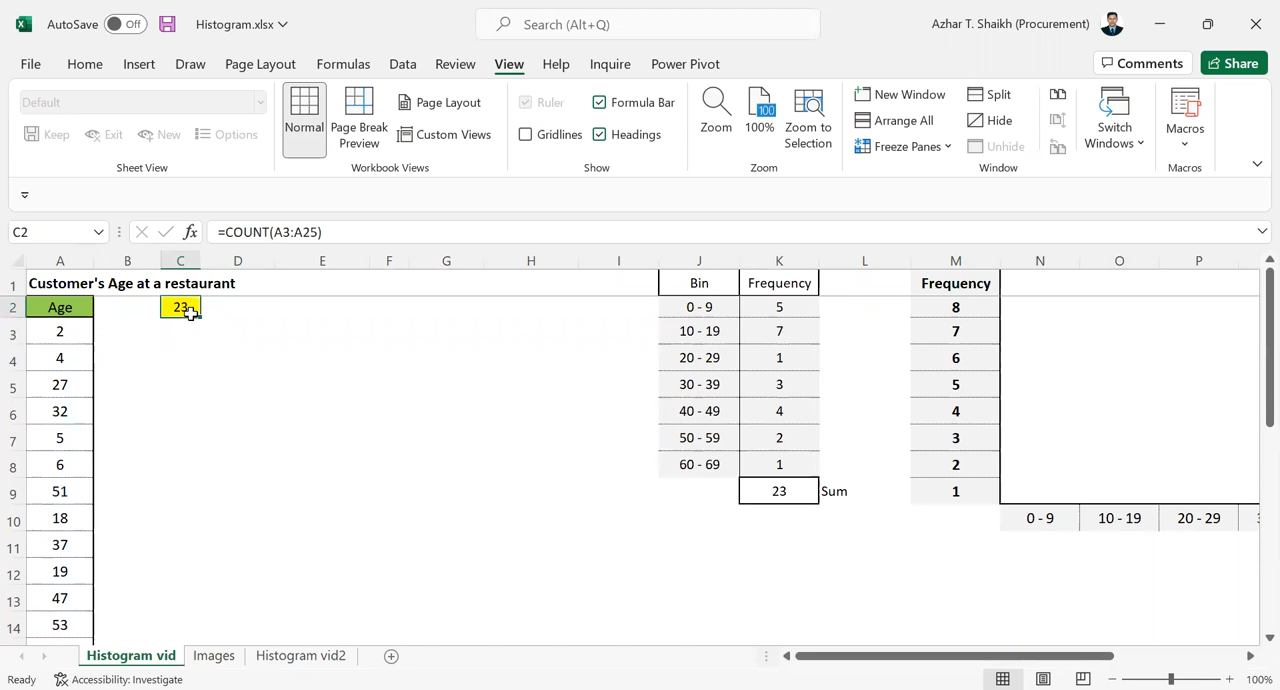 AutoSave Off Histogram.xlsx Search (Alt+Q) Azhar T. Shaikh (Procurement)
File Home Insert Draw Page Layout Formulas Data Review View Help Inquire Power Pivot Comments Share
Default
Keep Exit New Options
Sheet View
Normal
Page Break
Preview
Page Layout
Custom Views
Workbook Views
Ruler Formula Bar
Gridlines Headings
Show
Zoom
100
100%
Zoom to
Selection
Zoom
New Window
Arrange All
Freeze Panes
Split
Hide
Unhide
Switch
Windows
Window
Macros
Macros
C2 fx =COUNT(A3:A25)
A B C D E F G H I J K L M N O P
1 Customer's Age at a restaurant Bin Frequency Frequency
2 Age 23 0 - 9 5 8
3 2 10 - 19 7 7
4 4 20 - 29 1 6
5 27 30 - 39 3 5
6 32 40 - 49 4 4
7 5 50 - 59 2 3
8 6 60 - 69 1 2
9 51 23 Sum 1
10 18 0 - 9 10 - 19 20 - 29
11 37
12 19
13 47
14 53
Histogram vid Images Histogram vid2
Ready Accessibility: Investigate 100%